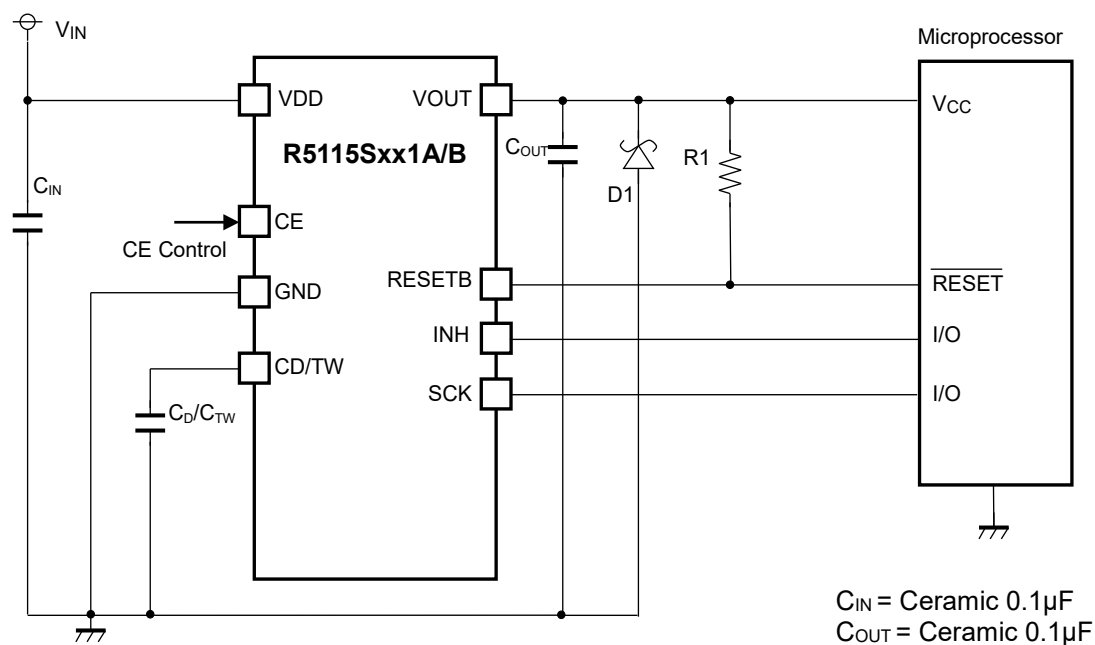 VIN
Microprocessor
VDD
VOUT
VCC
R5115Sxx1A/B
COUT
R1
CIN
D1
CE
CE Control
GND
RESETB
RESET
INH
I/O
CD/TW
SCK
I/O
CD/CTW
CIN = Ceramic 0.1µF
COUT = Ceramic 0.1µF